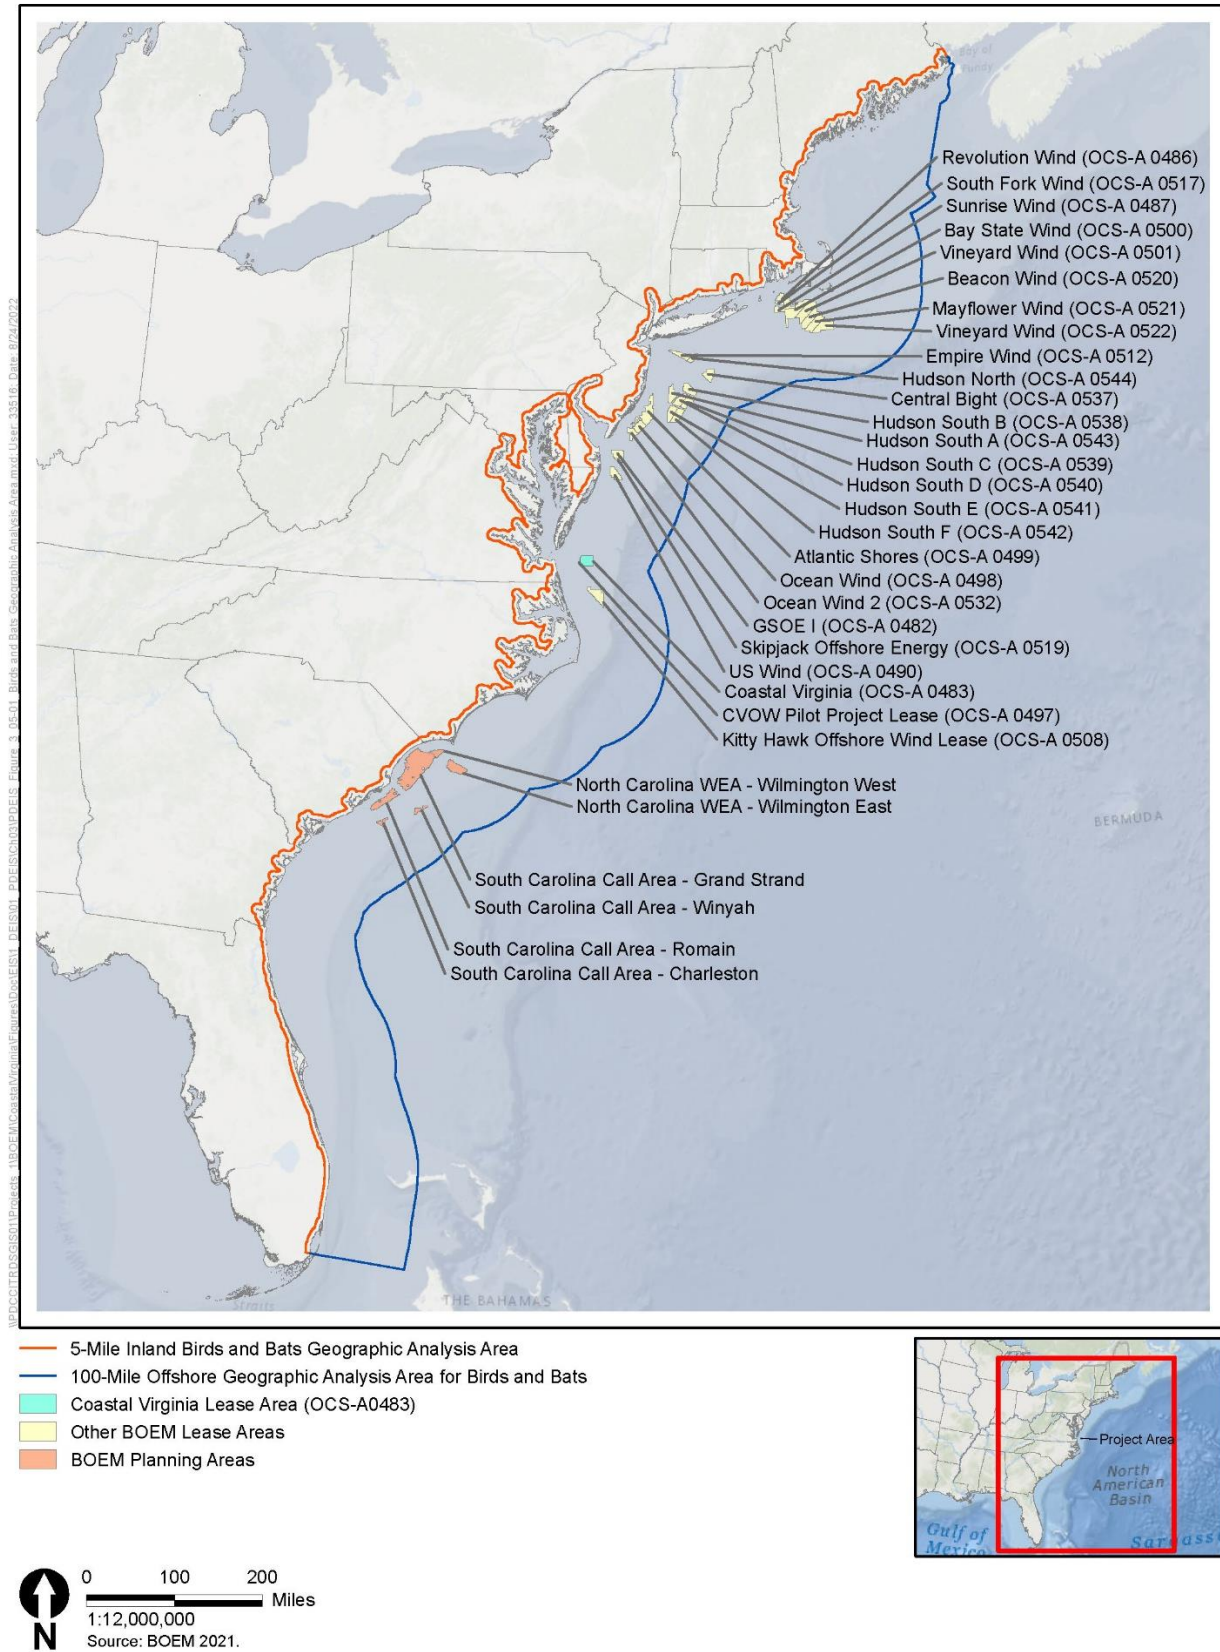 Bay of
Fundy
Revolution Wind (OCS-A 0486)
South Fork Wind (OCS-A 0517)
Sunrise Wind (OCS-A 0487)
Bay State Wind (OCS-A 0500)
Vineyard Wind (OCS-A 0501)
Beacon Wind (OCS-A 0520)
Mayflower Wind (OCS-A 0521)
Vineyard Wind (OCS-A 0522)
Empire Wind (OCS-A 0512)
Hudson North (OCS-A 0544)
Central Bight (OCS-A 0537)
Hudson South B (OCS-A 0538)
Hudson South A (OCS-A 0543)
Hudson South C (OCS-A 0539)
Hudson South D (OCS-A 0540)
Hudson South E (OCS-A 0541)
Hudson South F (OCS-A 0542)
Atlantic Shores (OCS-A 0499)
Ocean Wind (OCS-A 0498)
Ocean Wind 2 (OCS-A 0532)
GSOE I (OCS-A 0482)
Skipjack Offshore Energy (OCS-A 0519)
US Wind (OCS-A 0490)
Coastal Virginia (OCS-A 0483)
CVOW Pilot Project Lease (OCS-A 0497)
Kitty Hawk Offshore Wind Lease (OCS-A 0508)
North Carolina WEA - Wilmington West
North Carolina WEA - Wilmington East
BERMUDA
South Carolina Call Area - Grand Strand
South Carolina Call Area - Winyah
South Carolina Call Area - Romain
South Carolina Call Area - Charleston
THE BAHAMAS
Straits
5-Mile Inland Birds and Bats Geographic Analysis Area
100-Mile Offshore Geographic Analysis Area for Birds and Bats
Coastal Virginia Lease Area (OCS-A0483)
Other BOEM Lease Areas
BOEM Planning Areas
Project Area
North
American
Basin
Gulf of
Mexico
Sargass
N
0 100 200
Miles
1:12,000,000
Source: BOEM 2021.